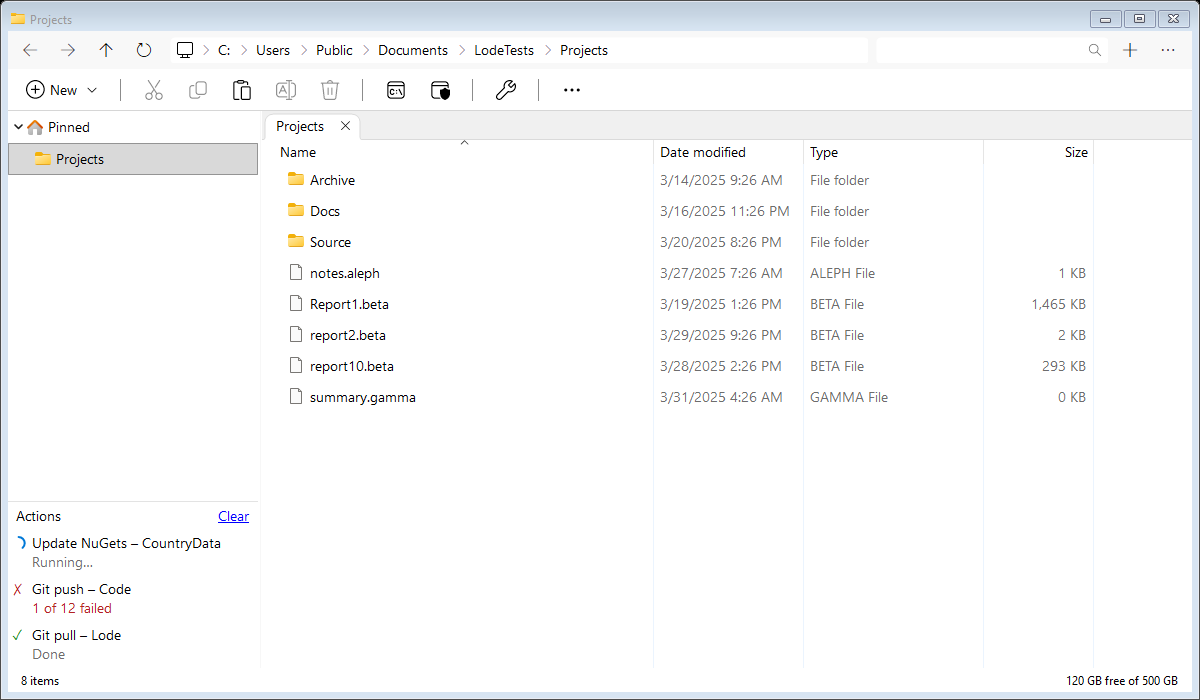 Projects
C: Users Public Documents LodeTests Projects
New
Pinned
Projects
Projects
Name Date modified Type Size
Archive 3/14/2025 9:26 AM File folder
Docs 3/16/2025 11:26 PM File folder
Source 3/20/2025 8:26 PM File folder
notes.aleph 3/27/2025 7:26 AM ALEPH File 1 KB
Report1.beta 3/19/2025 1:26 PM BETA File 1,465 KB
report2.beta 3/29/2025 9:26 PM BETA File 2 KB
report10.beta 3/28/2025 2:26 PM BETA File 293 KB
summary.gamma 3/31/2025 4:26 AM GAMMA File 0 KB
Actions Clear
Update NuGets – CountryData
Running...
Git push – Code
1 of 12 failed
Git pull – Lode
Done
8 items 120 GB free of 500 GB